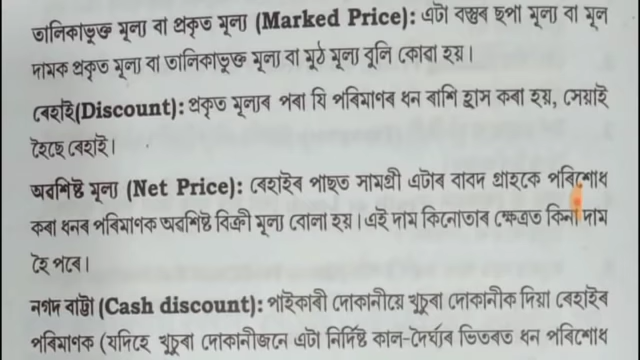 তালিকাভুক্ত মূল্য বা প্ৰকৃত মূল্য (Marked Price): এটা বস্তুৰ ছপা মূল্য বা মূল
দামক প্ৰকৃত মূল্য বা তালিকাভুক্ত মূল্য বা মুঠ মূল্য বুলি কোৱা হয়।
ৰেহাই(Discount): প্ৰকৃত মূল্যৰ পৰা যি পৰিমাণৰ ধন ৰাশি হ্ৰাস কৰা হয়, সেয়াই
হৈছে ৰেহাই।
অৱশিষ্ট মূল্য (Net Price): ৰেহাইৰ পাছত সামগ্ৰী এটাৰ বাবদ গ্ৰাহকে পৰিশোধ
কৰা ধনৰ পৰিমাণক অৱশিষ্ট বিক্ৰী মূল্য বোলা হয়। এই দাম কিনোতাৰ ক্ষেত্ৰত কিনা দাম
হৈ পৰে।
নগদ বাট্টা (Cash discount): পাইকাৰী দোকানীয়ে খুচুৰা দোকানীক দিয়া ৰেহাইৰ
পৰিমাণক (যদিহে খুচুৰা দোকানীজনে এটা নিৰ্দিষ্ট কাল-দৈৰ্ঘ্যৰ ভিতৰত ধন পৰিশোধ